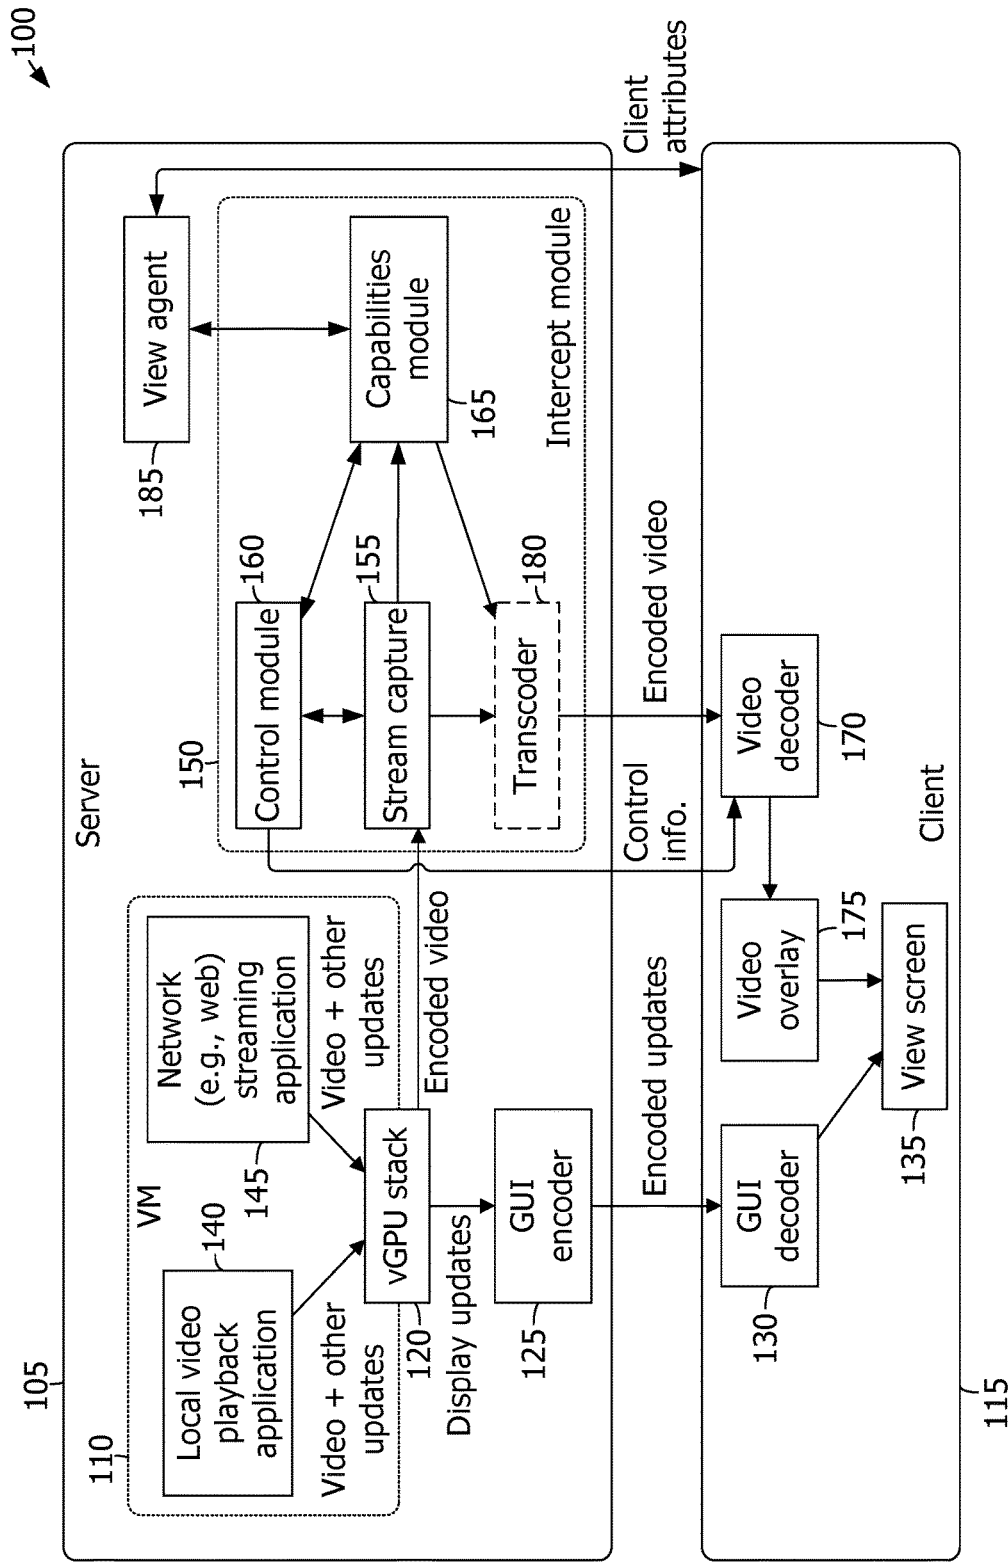 100
105
Server
110
VM
140
Local video
playback
application
145
Network
(e.g., web)
streaming
application
Video + other
updates
Video + other
updates
vGPU stack
120
Display updates
Encoded video
GUI
encoder
125
150
Control module
160
Stream capture
155
Transcoder
180
View agent
185
Capabilities
module
165
Intercept module
Client
attributes
Encoded updates
Control
info.
Encoded video
GUI
decoder
130
Video
overlay
175
Video
decoder
170
View screen
135
Client
115